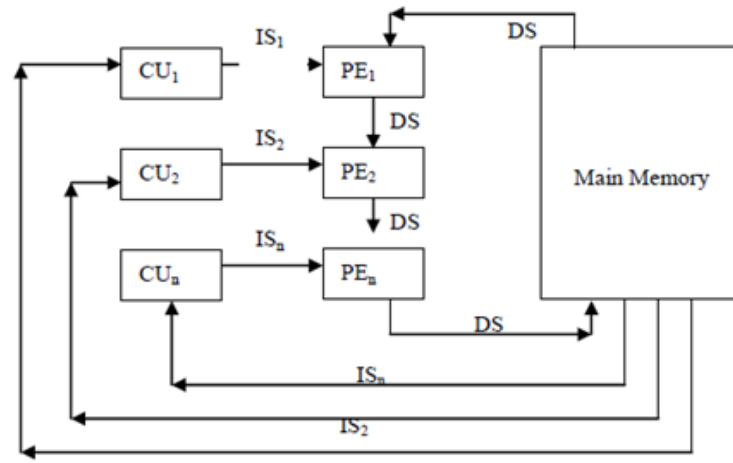 DS
IS₁
CU₁
PE₁
DS
IS₂
CU₂
PE₂
Main Memory
DS
ISₙ
CUₙ
PEₙ
DS
ISₙ
IS₂